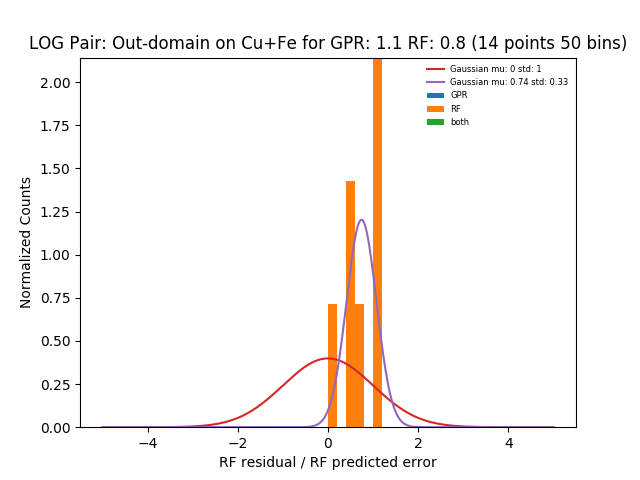 LOG Pair: Out-domain on Cu+Fe for GPR: 1.1 RF: 0.8 (14 points 50 bins)
Gaussian mu: 0 std: 1
Gaussian mu: 0.74 std: 0.33
GPR
RF
both
Normalized Counts
2.00
1.75
1.50
1.25
1.00
0.75
0.50
0.25
0.00
−4
−2
0
2
4
RF residual / RF predicted error